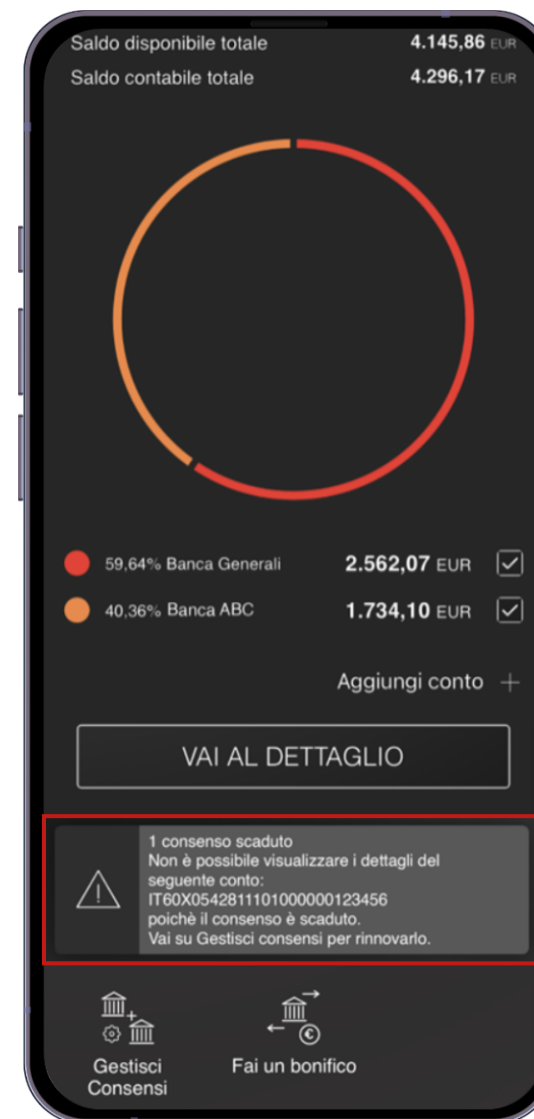 Saldo disponibile totale 4.145,86 EUR
Saldo contabile totale 4.296,17 EUR
59,64% Banca Generali 2.562,07 EUR
40,36% Banca ABC 1.734,10 EUR
Aggiungi conto +
VAI AL DETTAGLIO
1 consenso scaduto
Non è possibile visualizzare i dettagli del
seguente conto:
IT60X0542811101000000123456
poichè il consenso è scaduto.
Vai su Gestisci consensi per rinnovarlo.
Gestisci
Consensi
Fai un bonifico